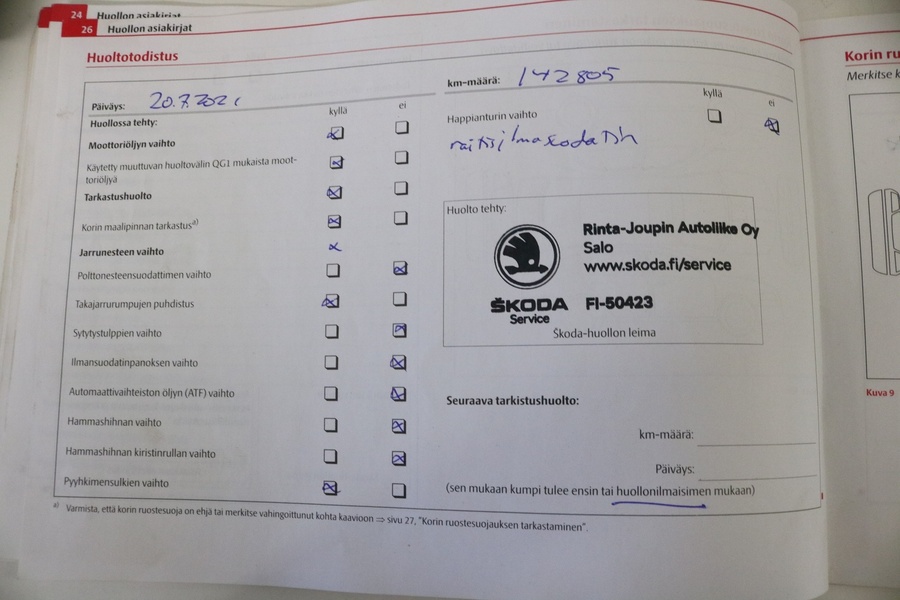 24 Huollon asiakirjat
26 Huollon asiakirjat
Huoltotodistus
Päiväys: 20.7.2021
kyllä ei
Huollossa tehty:
Moottoriöljyn vaihto
Käytetty muuttuvan huoltovälin QG1 mukaista moot-
toriöljyä
Tarkastushuolto
Korin maalipinnan tarkastus a)
Jarrunesteen vaihto
Polttonesteensuodattimen vaihto
Takajarrurumpujen puhdistus
Sytytystulppien vaihto
Ilmansuodatinpanoksen vaihto
Automaattivaihteiston öljyn (ATF) vaihto
Hammashihnan vaihto
Hammashihnan kiristinrullan vaihto
Pyyhkimensulkien vaihto
km-määrä: 142805
kyllä ei
Happianturin vaihto
Huolto tehty:
Rinta-Joupin Autoliike Oy
Salo
www.skoda.fi/service
ŠKODA FI-50423
Service
Škoda-huollon leima
Seuraava tarkistushuolto:
km-määrä:
Päiväys:
(sen mukaan kumpi tulee ensin tai huollonilmaisimen mukaan)
a) Varmista, että korin ruostesuoja on ehjä tai merkitse vahingoittunut kohta kaavioon ⇒ sivu 27, "Korin ruostesuojauksen tarkastaminen".
Korin ru
Merkitse k
Kuva 9